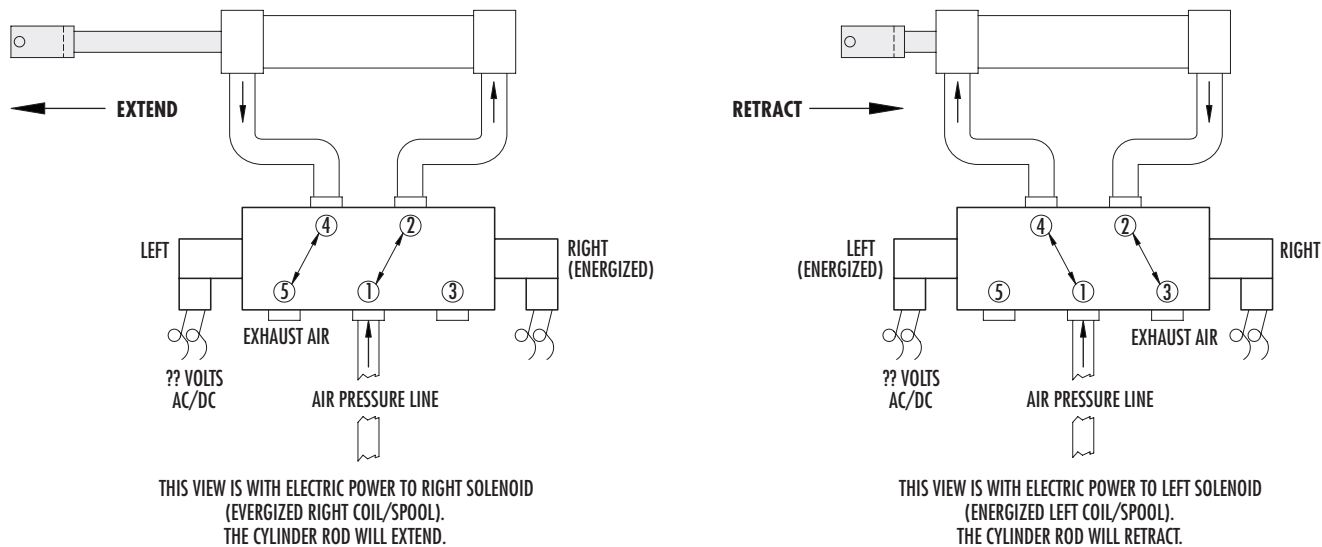 EXTEND
④ ②
LEFT
RIGHT
(ENERGIZED)
⑤ ① ③
EXHAUST AIR
?? VOLTS
AC/DC
AIR PRESSURE LINE
THIS VIEW IS WITH ELECTRIC POWER TO RIGHT SOLENOID
(EVERGIZED RIGHT COIL/SPOOL).
THE CYLINDER ROD WILL EXTEND.
RETRACT
④ ②
LEFT
(ENERGIZED)
RIGHT
⑤ ① ③
EXHAUST AIR
?? VOLTS
AC/DC
AIR PRESSURE LINE
THIS VIEW IS WITH ELECTRIC POWER TO LEFT SOLENOID
(ENERGIZED LEFT COIL/SPOOL).
THE CYLINDER ROD WILL RETRACT.